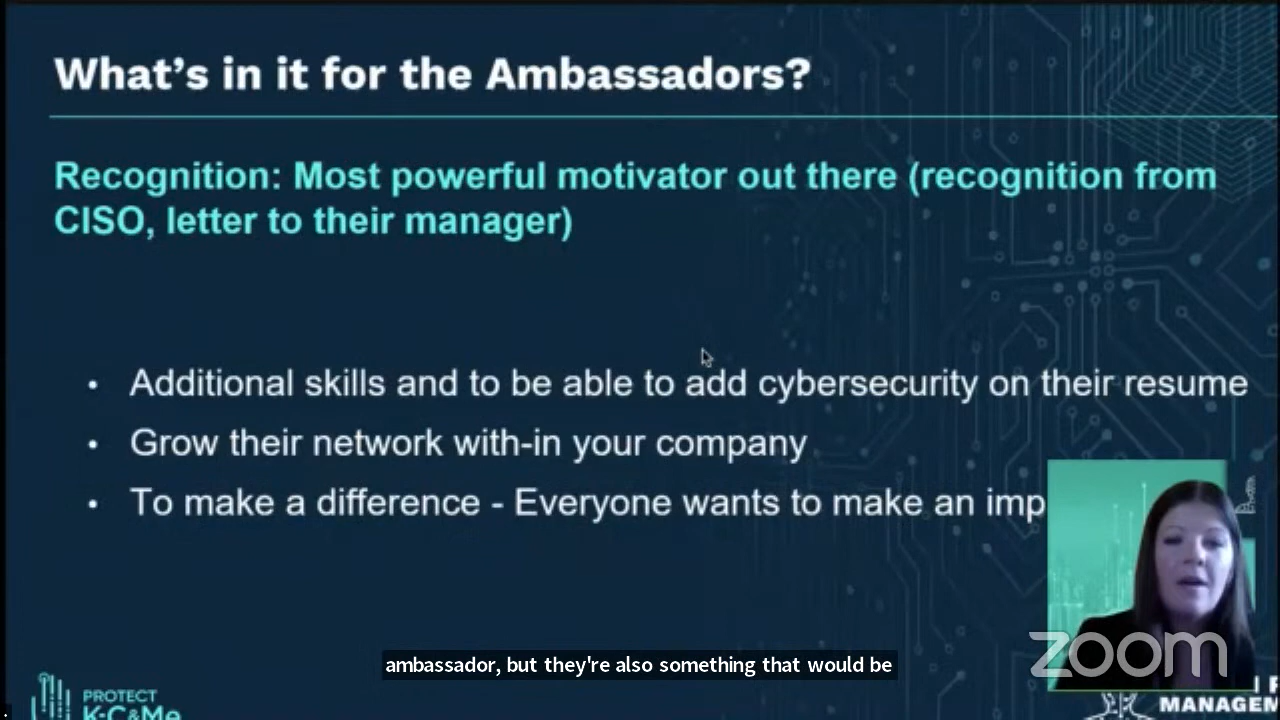 What's in it for the Ambassadors?
Recognition: Most powerful motivator out there (recognition from
CISO, letter to their manager)
• Additional skills and to be able to add cybersecurity on their resume
• Grow their network with-in your company
• To make a difference - Everyone wants to make an imp
zoom
ambassador, but they're also something that would be
PROTECT
K-C&Me
MANAGEM